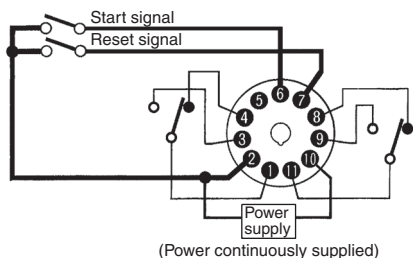 Start signal
Reset signal
6
5
7
4
8
3
9
2
10
1
11
Power
supply
(Power continuously supplied)